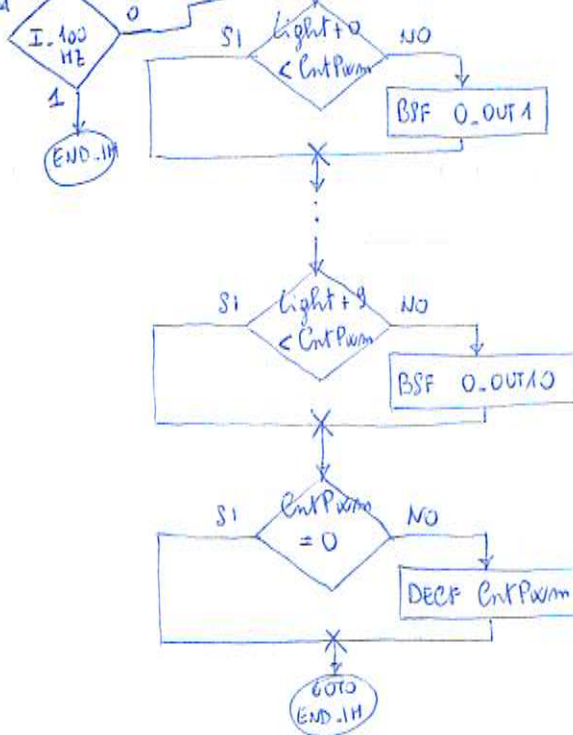 0
I_100
HZ
1
END_IH
SI
Light+0
< CntPwm
NO
BSF O_OUT1
SI
Light+9
< CntPwm
NO
BSF O_OUT10
SI
CntPwm
= 0
NO
DECF CntPwm
GOTO
END_IH